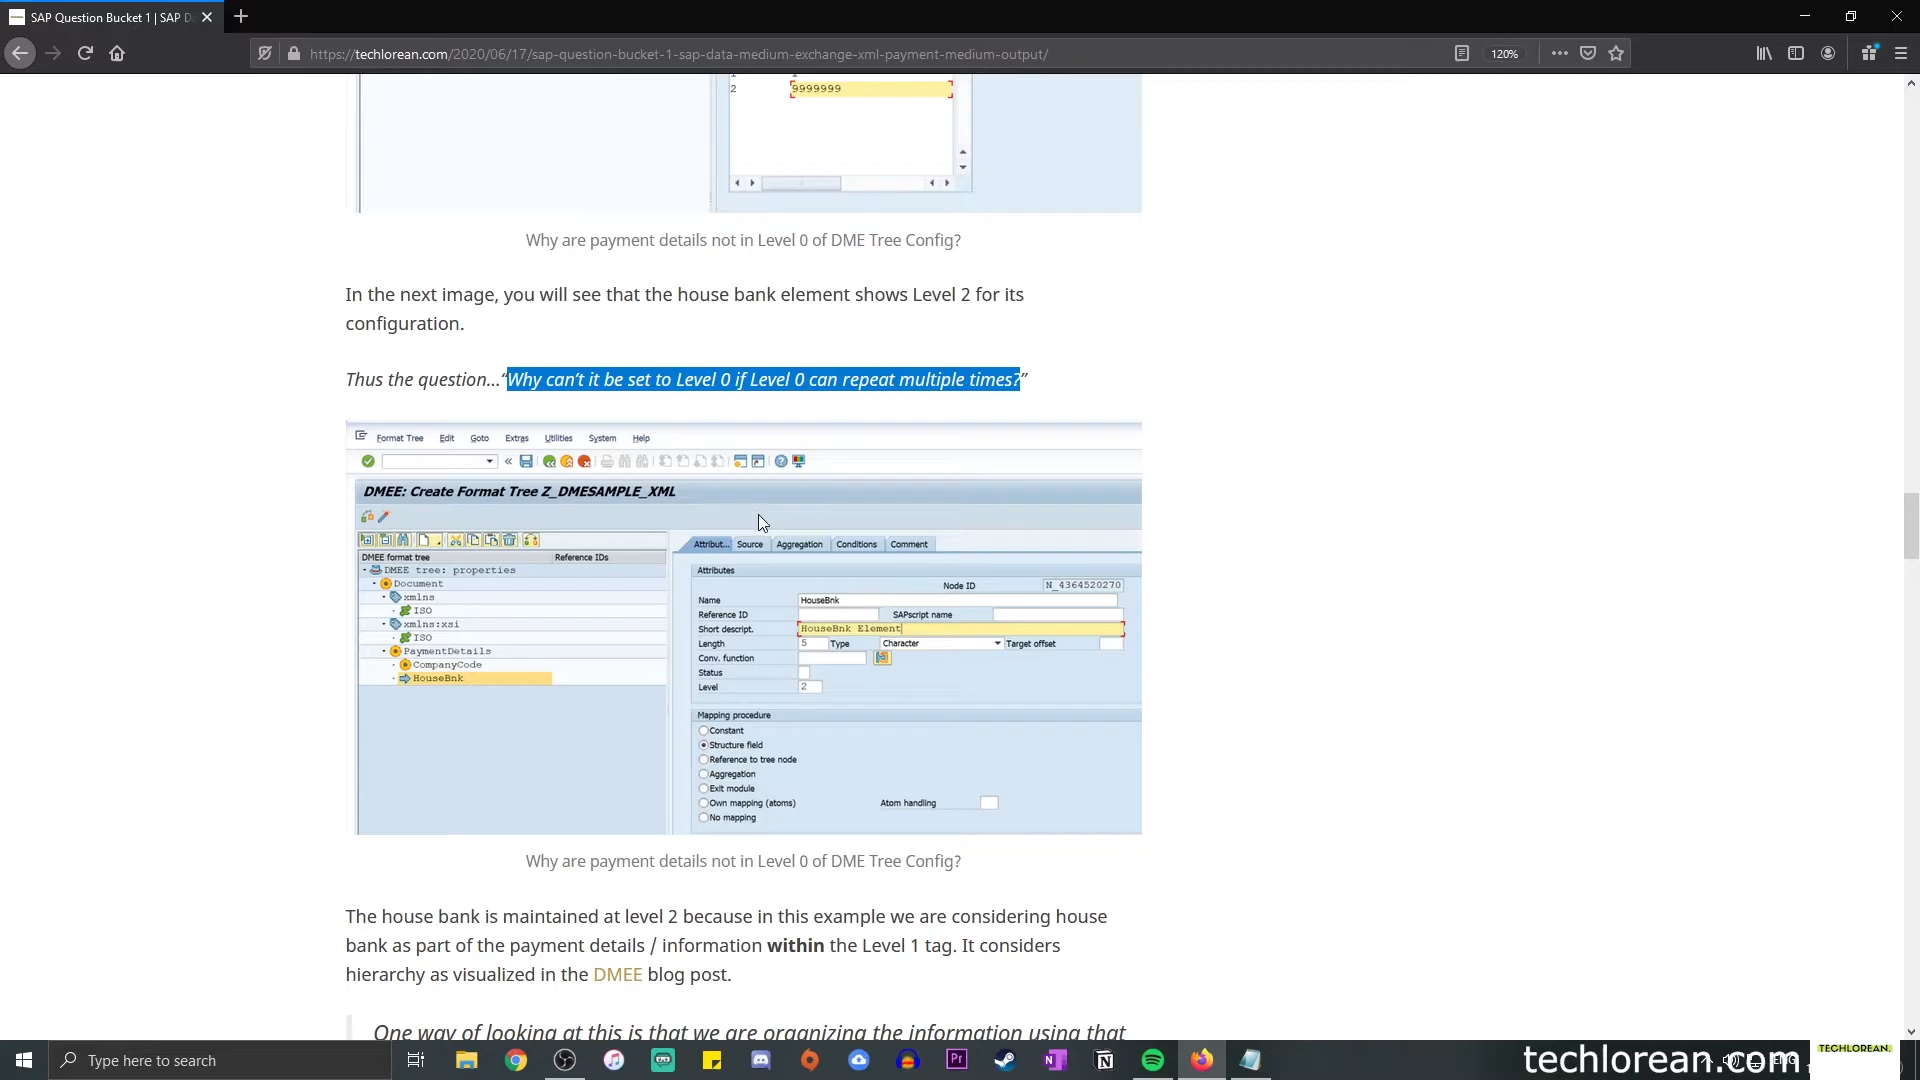 SAP Question Bucket 1 | SAP D
https://techlorean.com/2020/06/17/sap-question-bucket-1-sap-data-medium-exchange-xml-payment-medium-output/
120%
2 9999999
Why are payment details not in Level 0 of DME Tree Config?
In the next image, you will see that the house bank element shows Level 2 for its
configuration.
Thus the question…“Why can’t it be set to Level 0 if Level 0 can repeat multiple times?”
Format Tree Edit Goto Extras Utilities System Help
DMEE: Create Format Tree Z_DMESAMPLE_XML
DMEE format tree Reference IDs
DMEE tree: properties
Document
xmlns
ISO
xmlns:xsi
ISO
PaymentDetails
CompanyCode
HouseBnk
Attribut... Source Aggregation Conditions Comment
Attributes
Node ID N_4364520270
Name HouseBnk
Reference ID SAPscript name
Short descript. HouseBnk Element
Length 5 Type Character Target offset
Conv. function
Status
Level 2
Mapping procedure
Constant
Structure field
Reference to tree node
Aggregation
Exit module
Own mapping (atoms) Atom handling
No mapping
Why are payment details not in Level 0 of DME Tree Config?
The house bank is maintained at level 2 because in this example we are considering house
bank as part of the payment details / information within the Level 1 tag. It considers
hierarchy as visualized in the DMEE blog post.
One way of looking at this is that we are organizing the information using that
Type here to search
techlorean.com
TECHLOREAN.